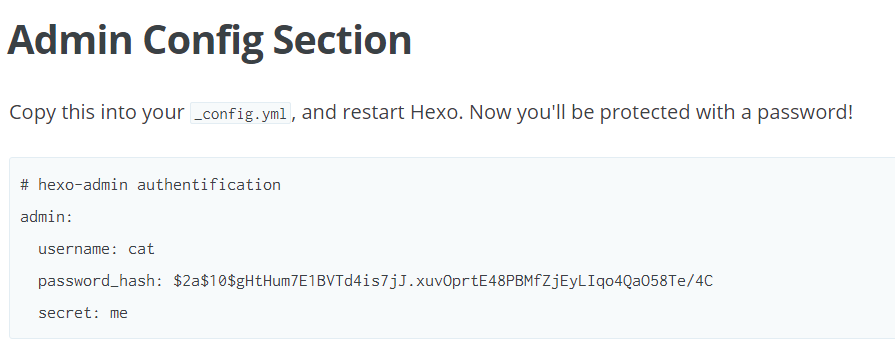 Admin Config Section
Copy this into your _config.yml, and restart Hexo. Now you'll be protected with a password!
# hexo-admin authentification
admin:
username: cat
password_hash: $2a$10$gHtHum7E1BVTd4is7jJ.xuvOprtE48PBMfZjEyLIqo4QaO58Te/4C
secret: me